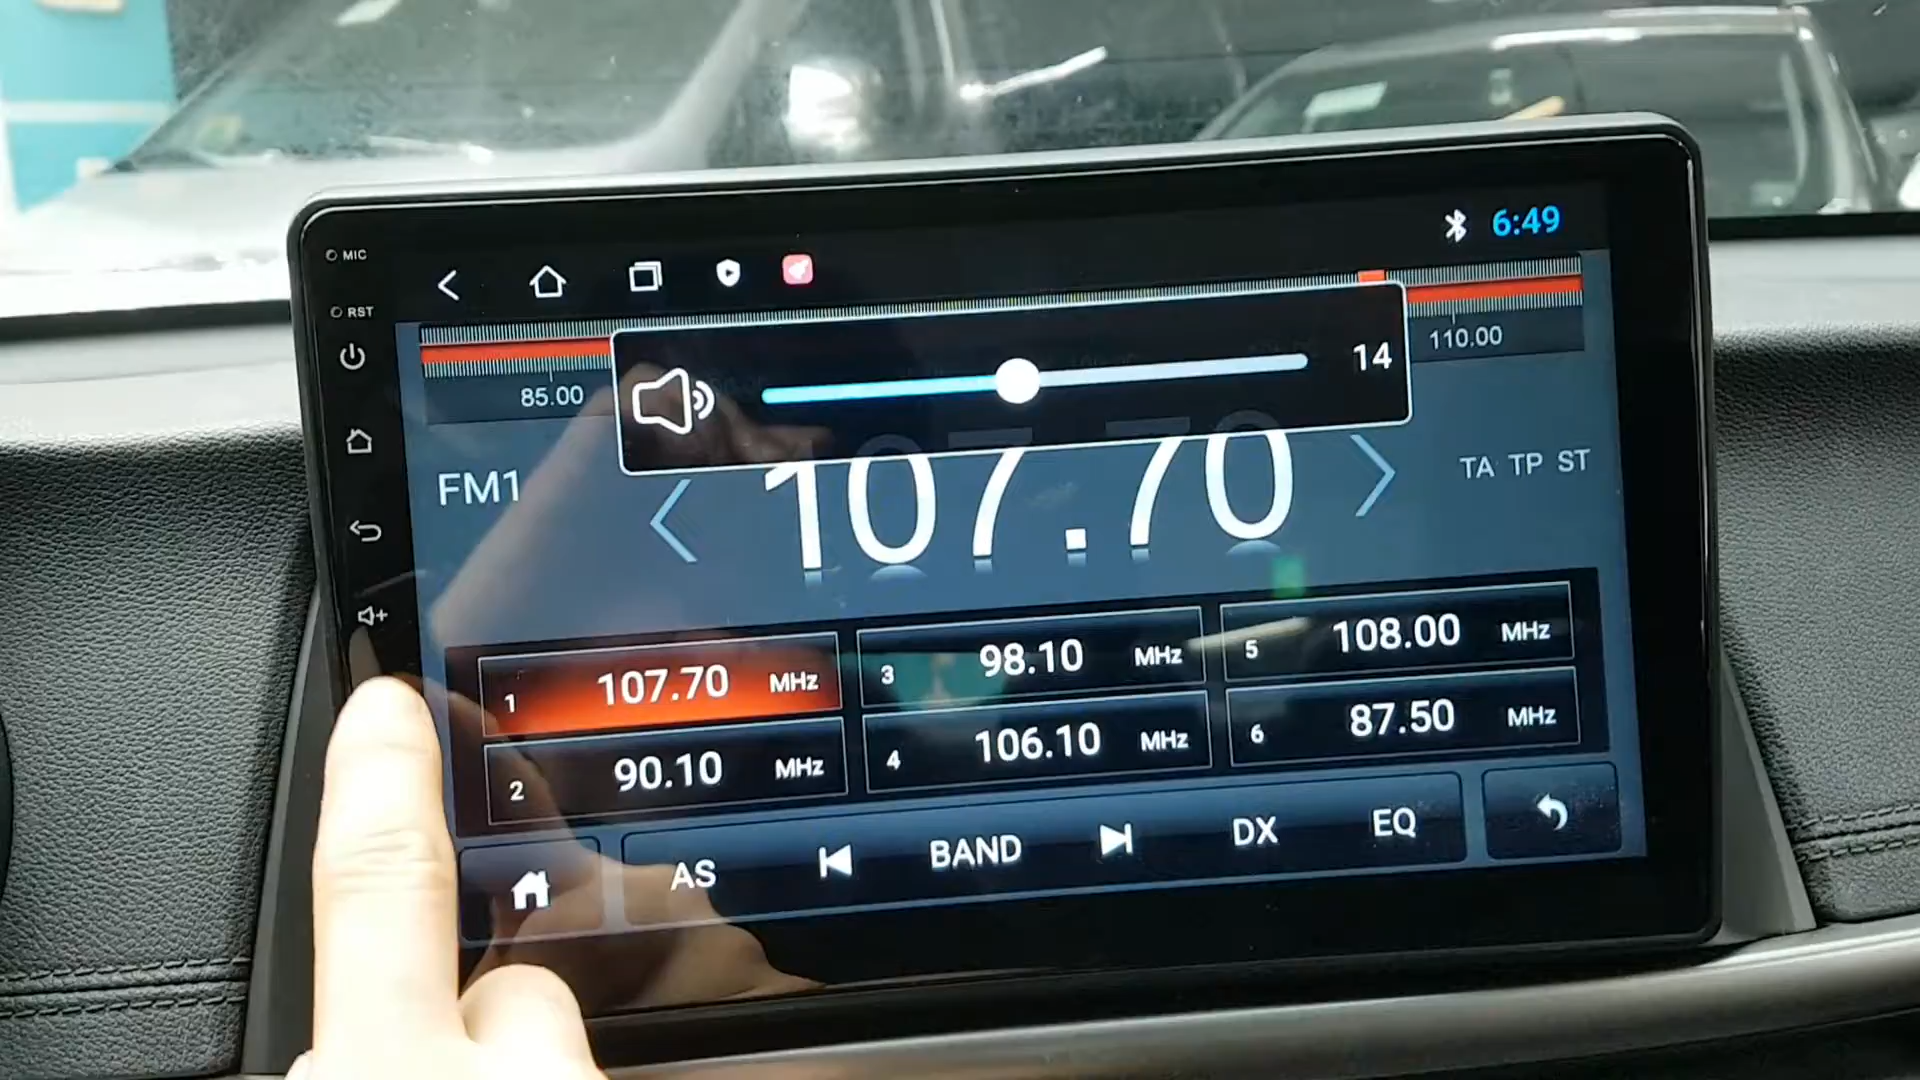 MIC
6:49
RST
85.00
14
110.00
FM1
107.70
TA TP ST
1 107.70 MHz
3 98.10 MHz
5 108.00 MHz
2 90.10 MHz
4 106.10 MHz
6 87.50 MHz
AS
BAND
DX
EQ